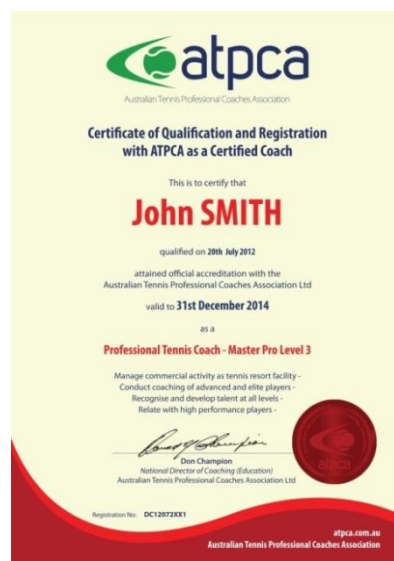 atpca
Australian Tennis Professional Coaches Association
Certificate of Qualification and Registration
with ATPCA as a Certified Coach
This is to certify that
John SMITH
qualified on 20th July 2012
attained official accreditation with the
Australian Tennis Professional Coaches Association Ltd
valid to 31st December 2014
as a
Professional Tennis Coach - Master Pro Level 3
Manage commercial activity as tennis resort facility -
Conduct coaching of advanced and elite players -
Recognise and develop talent at all levels -
Relate with high performance players -
Don Champion
National Director of Coaching (Education)
Australian Tennis Professional Coaches Association Ltd
atpca
Registration No: DC12072XX1
atpca.com.au
Australian Tennis Professional Coaches Association